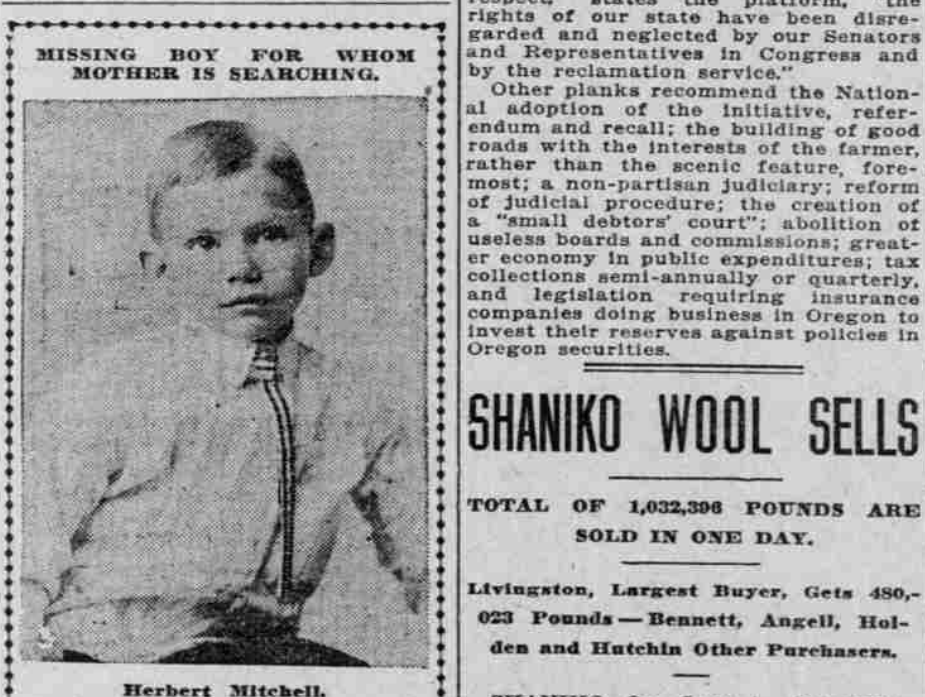 MISSING BOY FOR WHOM
MOTHER IS SEARCHING.
Herbert Mitchell.
respect," states the platform, "the
rights of our state have been disre-
garded and neglected by our Senators
and Representatives in Congress and
by the reclamation service."
Other planks recommend the Nation-
al adoption of the initiative, refer-
endum and recall; the building of good
roads with the interests of the farmer,
rather than the scenic feature, fore-
most; a non-partisan judiciary; reform
of judicial procedure; the creation of
a "small debtors' court"; abolition of
useless boards and commissions; great-
er economy in public expenditures; tax
collections semi-annually or quarterly,
and legislation requiring insurance
companies doing business in Oregon to
invest their reserves against policies in
Oregon securities.
SHANIKO WOOL SELLS
TOTAL OF 1,032,396 POUNDS ARE
SOLD IN ONE DAY.
Livingston, Largest Buyer, Gets 480,-
023 Pounds — Bennett, Angell, Hol-
den and Hutchin Other Purchasers.